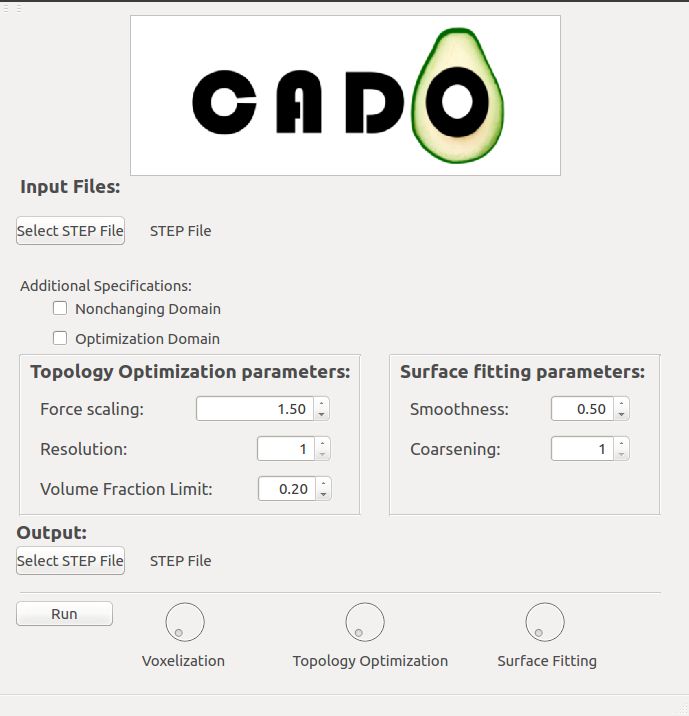 CADO
Input Files:
Select STEP File STEP File
Additional Specifications:
Nonchanging Domain
Optimization Domain
Topology Optimization parameters:
Force scaling: 1.50
Resolution: 1
Volume Fraction Limit: 0.20
Surface fitting parameters:
Smoothness: 0.50
Coarsening: 1
Output:
Select STEP File STEP File
Run
Voxelization Topology Optimization Surface Fitting